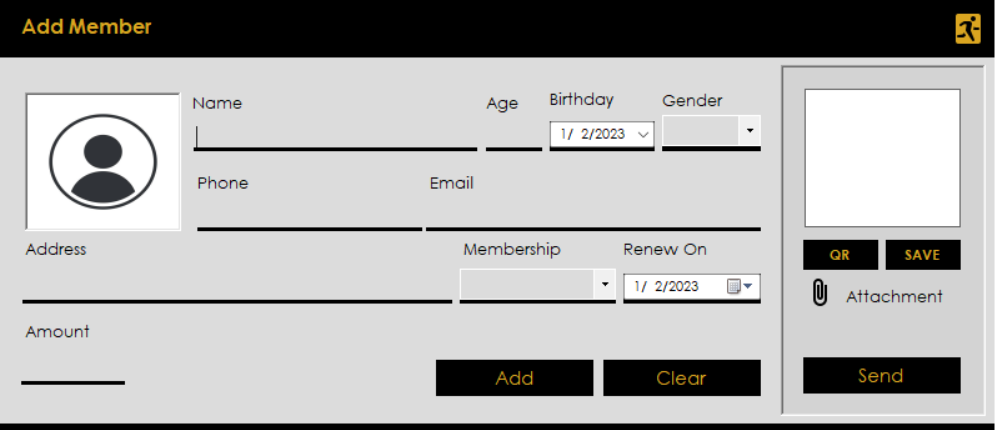 Add Member
Name
Age
Birthday
Gender
1/ 2/2023
Phone
Email
Address
Membership
Renew On
1/ 2/2023
Amount
Add
Clear
QR
SAVE
Attachment
Send